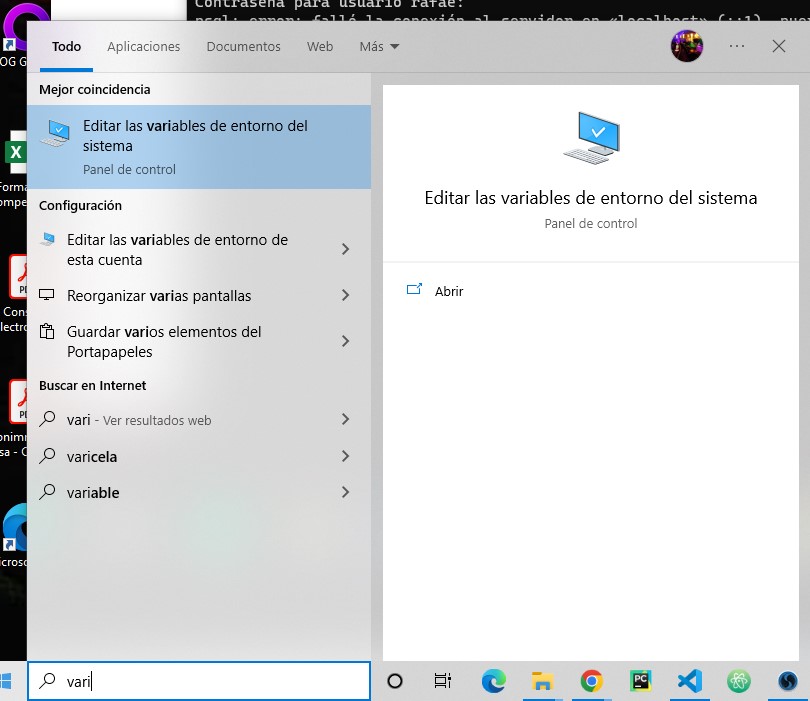 Contraseña para usuario rafae:
psql: error: falló la conexión al servidor en «localhost» (::1), pue
OG G
Todo Aplicaciones Documentos Web Más
Mejor coincidencia
Editar las variables de entorno del
sistema
Panel de control
Configuración
Editar las variables de entorno de
esta cuenta
Reorganizar varias pantallas
Guardar varios elementos del
Portapapeles
Buscar en Internet
vari - Ver resultados web
varicela
variable
Editar las variables de entorno del sistema
Panel de control
Abrir
X
Forma
ompe
PD
Cons
lectro
PD
onimi
sa - C
icroso
vari
PC